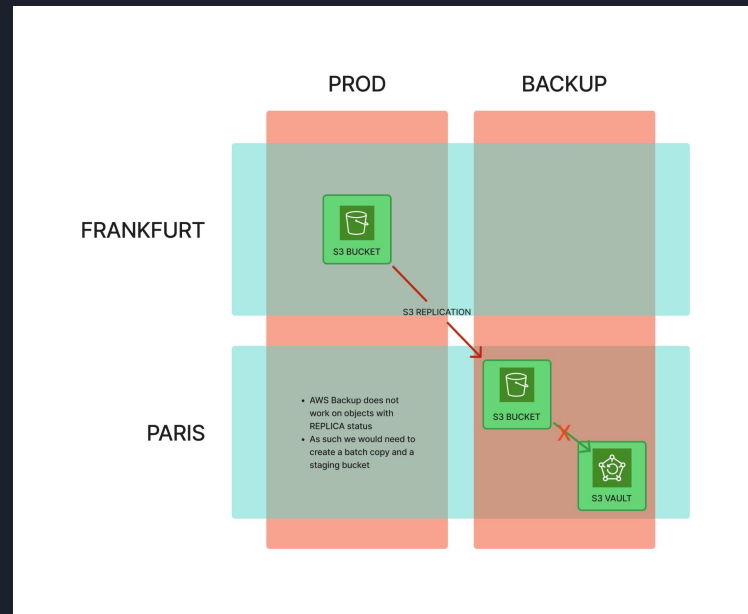 PROD
BACKUP
FRANKFURT
S3 BUCKET
S3 REPLICATION
PARIS
• AWS Backup does not
work on objects with
REPLICA status
• As such we would need to
create a batch copy and a
staging bucket
S3 BUCKET
X
S3 VAULT